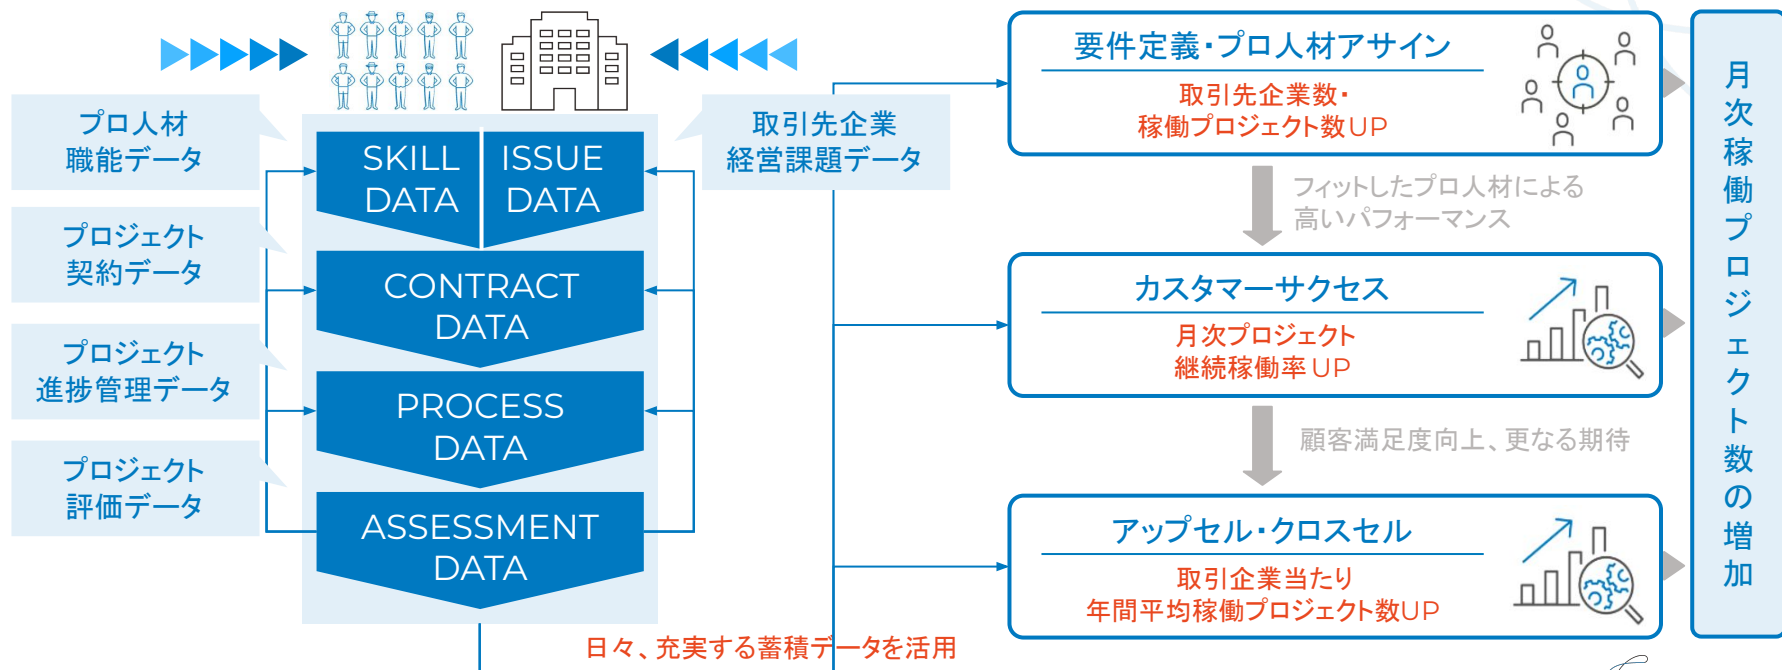 プロ人材
職能データ
プロジェクト
契約データ
プロジェクト
進捗管理データ
プロジェクト
評価データ
SKILL
DATA
ISSUE
DATA
CONTRACT
DATA
PROCESS
DATA
ASSESSMENT
DATA
取引先企業
経営課題データ
日々、充実する蓄積データを活用
要件定義・プロ人材アサイン
取引先企業数・
稼働プロジェクト数UP
フィットしたプロ人材による
高いパフォーマンス
カスタマーサクセス
月次プロジェクト
継続稼働率UP
顧客満足度向上、更なる期待
アップセル・クロスセル
取引企業当たり
年間平均稼働プロジェクト数UP
月次稼働プロジェクト数の増加